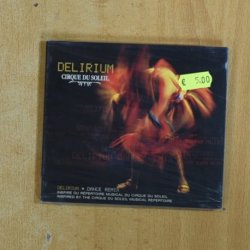 DELIRIUM
CIRQUE DU SOLEIL
€ 5,00
DELIRIUM
DELIRIUM • DANCE REMIX
INSPIRÉ DU RÉPERTOIRE MUSICAL DU CIRQUE DU SOLEIL
INSPIRED BY THE CIRQUE DU SOLEIL MUSICAL REPERTOIRE